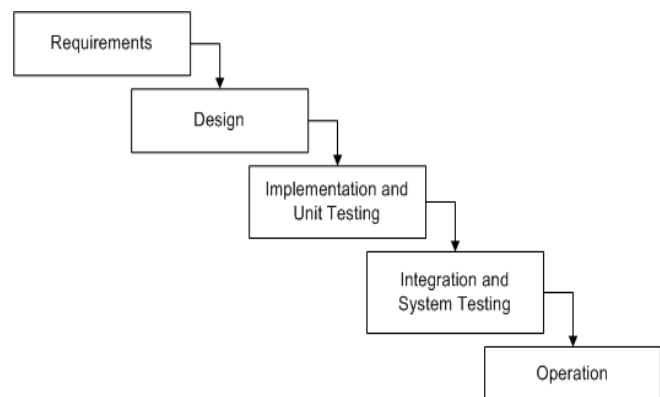 Requirements
Design
Implementation and
Unit Testing
Integration and
System Testing
Operation